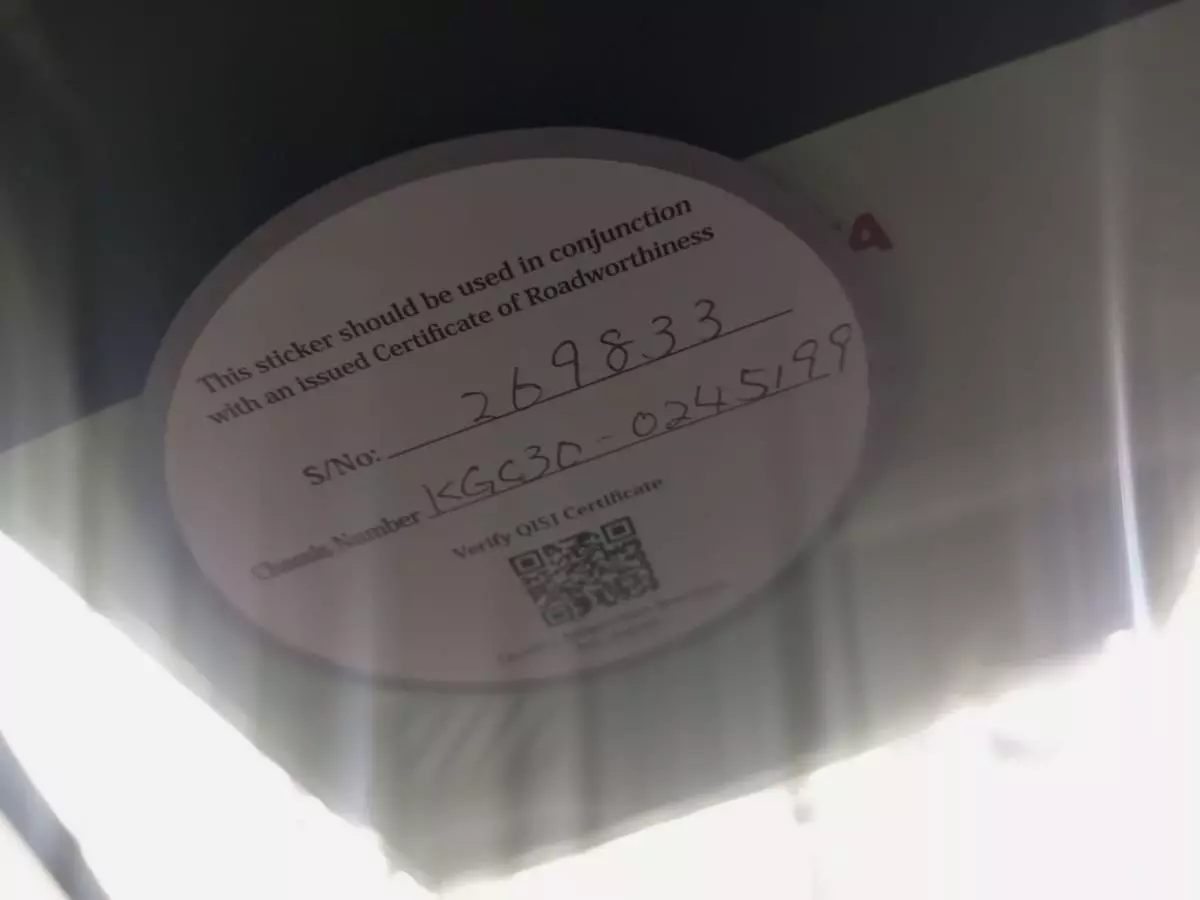 This sticker should be used in conjunction
with an issued Certificate of Roadworthiness
S/No: 269833
Chassis Number KGC30-0245199
Verify QISJ Certificate
A